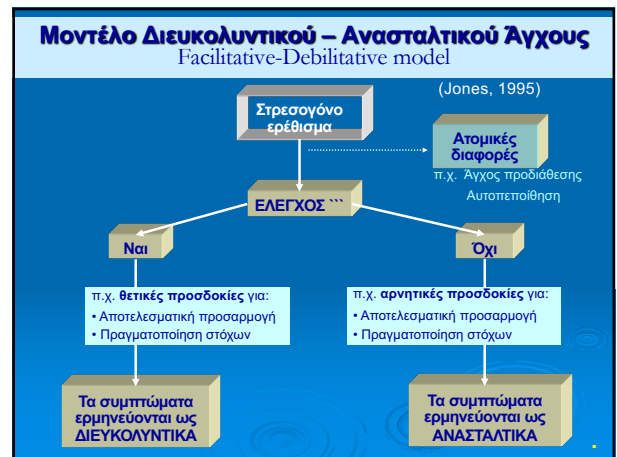 Μοντέλο Διευκολυντικού – Ανασταλτικού Άγχους
Facilitative-Debilitative model
(Jones, 1995)
Στρεσογόνο
ερέθισμα
Ατομικές
διαφορές
π.χ. Άγχος προδιάθεσης
Αυτοπεποίθηση
ΕΛΕΓΧΟΣ ```
Ναι
Όχι
π.χ. θετικές προσδοκίες για:
• Αποτελεσματική προσαρμογή
• Πραγματοποίηση στόχων
π.χ. αρνητικές προσδοκίες για:
• Αποτελεσματική προσαρμογή
• Πραγματοποίηση στόχων
Τα συμπτώματα
ερμηνεύονται ως
ΔΙΕΥΚΟΛΥΝΤΙΚΑ
Τα συμπτώματα
ερμηνεύονται ως
ΑΝΑΣΤΑΛΤΙΚΑ